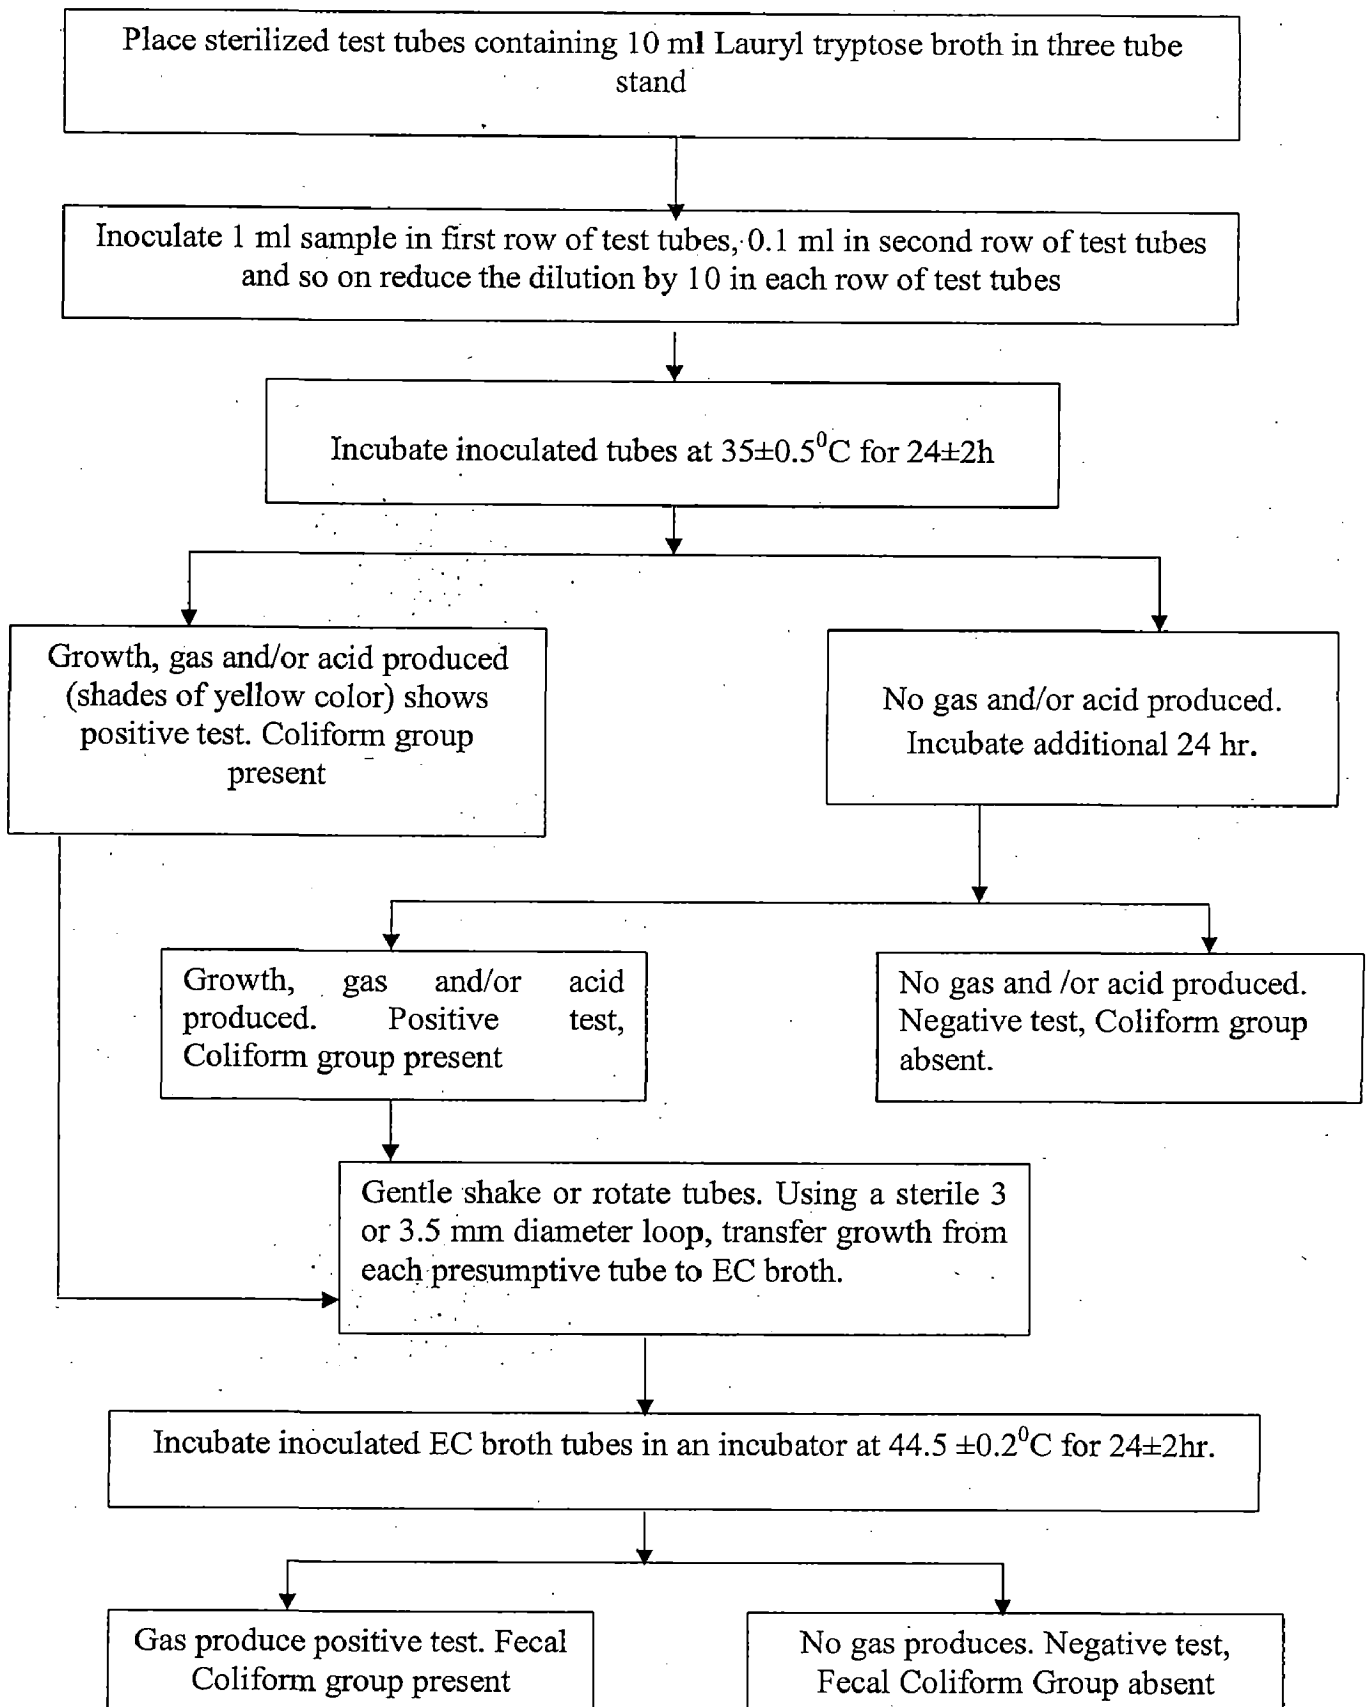 Place sterilized test tubes containing 10 ml Lauryl tryptose broth in three tube
stand
Inoculate 1 ml sample in first row of test tubes, 0.1 ml in second row of test tubes
and so on reduce the dilution by 10 in each row of test tubes
Incubate inoculated tubes at 35±0.5⁰C for 24±2h
Growth, gas and/or acid produced
(shades of yellow color) shows
positive test. Coliform group
present
No gas and/or acid produced.
Incubate additional 24 hr.
Growth, gas and/or acid
produced. Positive test,
Coliform group present
No gas and /or acid produced.
Negative test, Coliform group
absent.
Gentle shake or rotate tubes. Using a sterile 3
or 3.5 mm diameter loop, transfer growth from
each presumptive tube to EC broth.
Incubate inoculated EC broth tubes in an incubator at 44.5 ±0.2⁰C for 24±2hr.
Gas produce positive test. Fecal
Coliform group present
No gas produces. Negative test,
Fecal Coliform Group absent